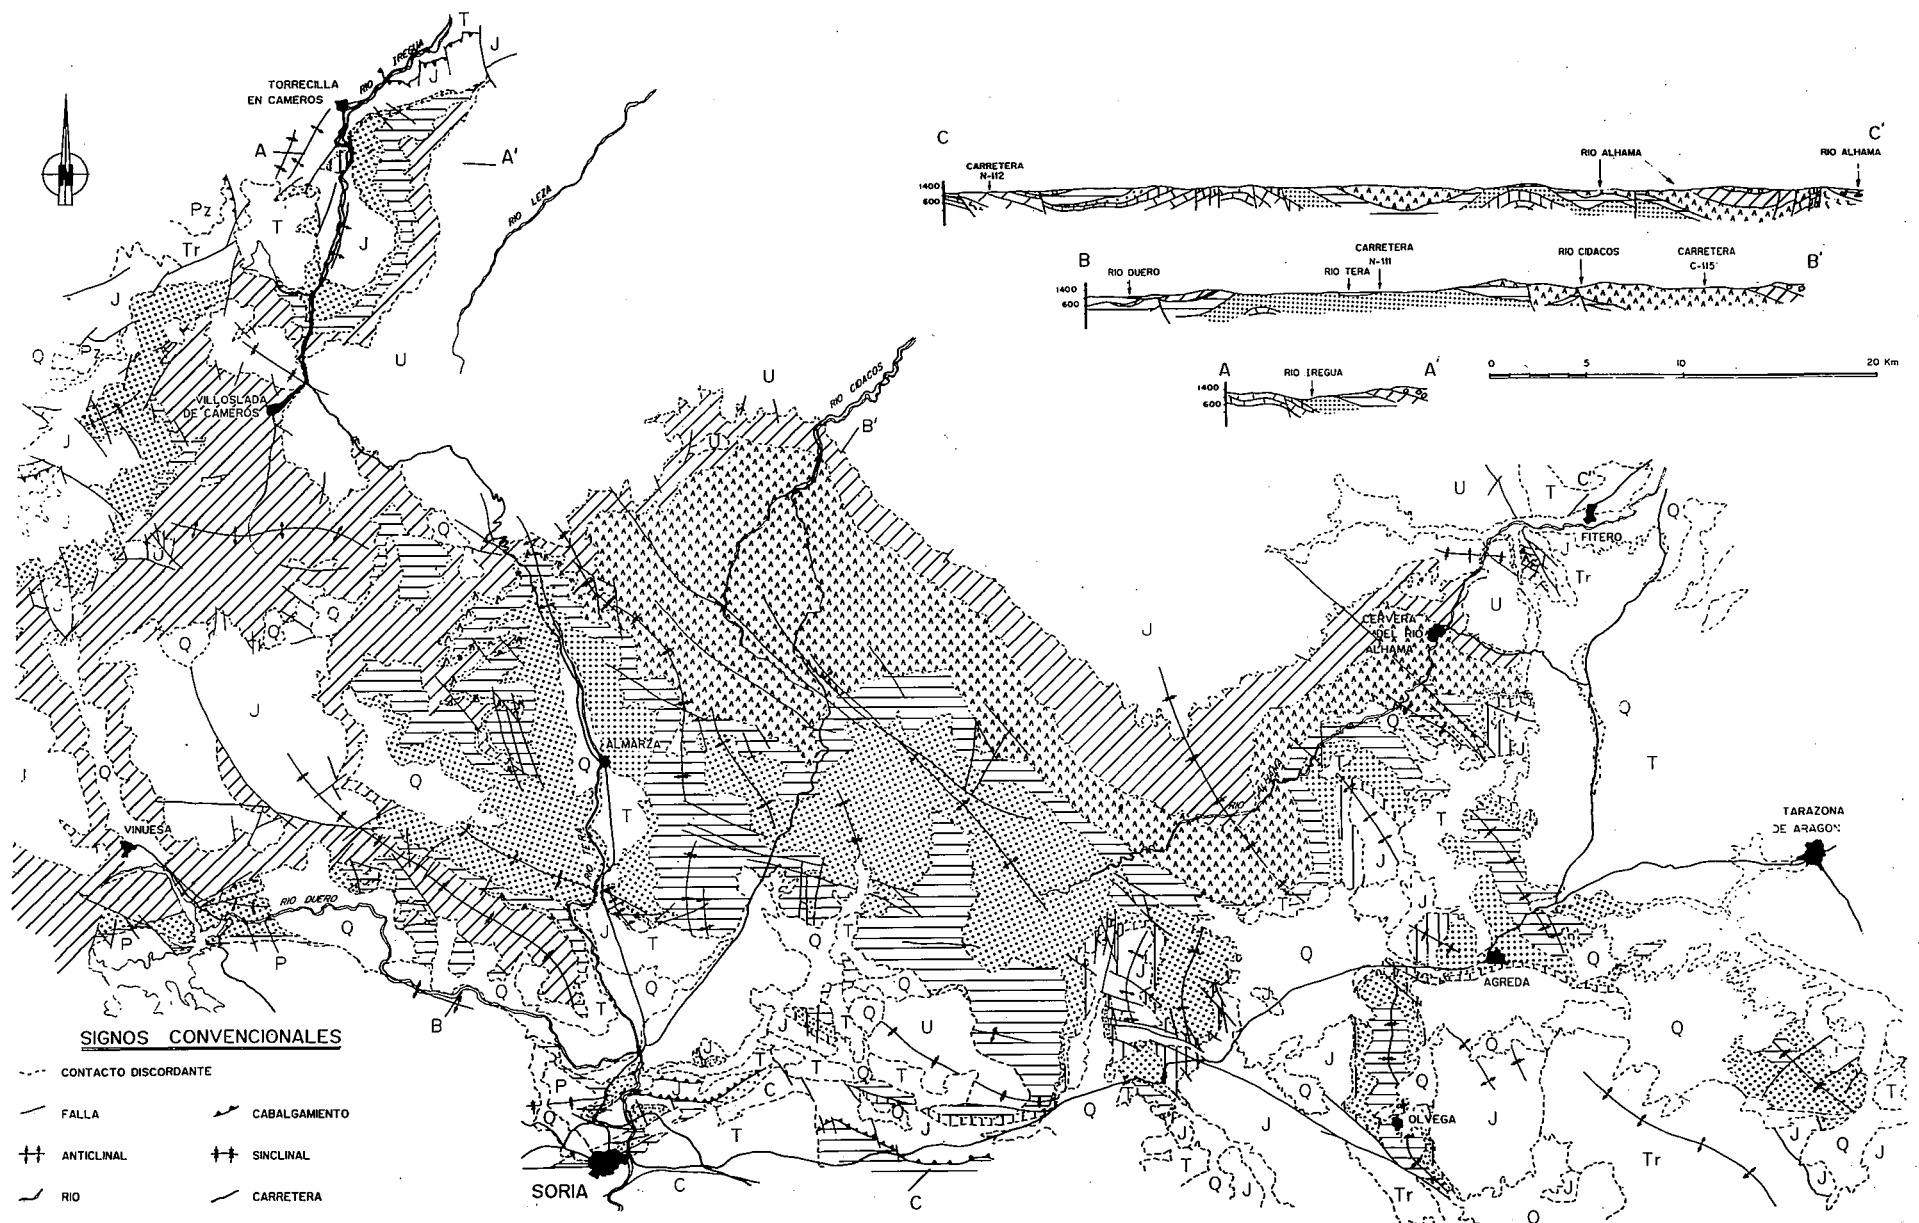 T
J
RIO IREGUA
J
TORRECILLA
EN CAMEROS
A
A'
RIO LEZA
Pz
T
Tr
J
J
Q
Pz
U
VILLOSLADA
DE CAMEROS
J
C
C'
CARRETERA
N-112
RIO ALHAMA
RIO ALHAMA
1400
600
B
B'
RIO DUERO
RIO TERA
CARRETERA
N-111
RIO CIDACOS
CARRETERA
C-115
1400
600
A
A'
RIO IREGUA
1400
600
0
5
10
20 Km
U
RIO CIDACOS
B'
U
U
T
C'
Q
FITERO
J
Tr
U
CERVERA
DEL RIO
ALHAMA
Q
J
Q
Q
Q
Q
J
J
Q
Q
ALMARZA
Q
T
RIO
Q
J
T
T
J
Q
T
TARAZONA
DE ARAGON
VINUESA
RIO DUERO
Q
P
P
J
T
Q
T
J
T
J
Q
Q
AGREDA
Q
T
Q
Q
B
J
T
Q
U
J
J
Q
J
Q
Q
OLVEGA
J
Tr
Q
J
T
SORIA
P
Q
J
T
C
T
T
Q
T
Q
T
C
C
Q
T
J
T
Q
J
J
Tr
J
Q
J
Q
J
SIGNOS CONVENCIONALES
CONTACTO DISCORDANTE
FALLA
CABALGAMIENTO
ANTICLINAL
SINCLINAL
RIO
CARRETERA